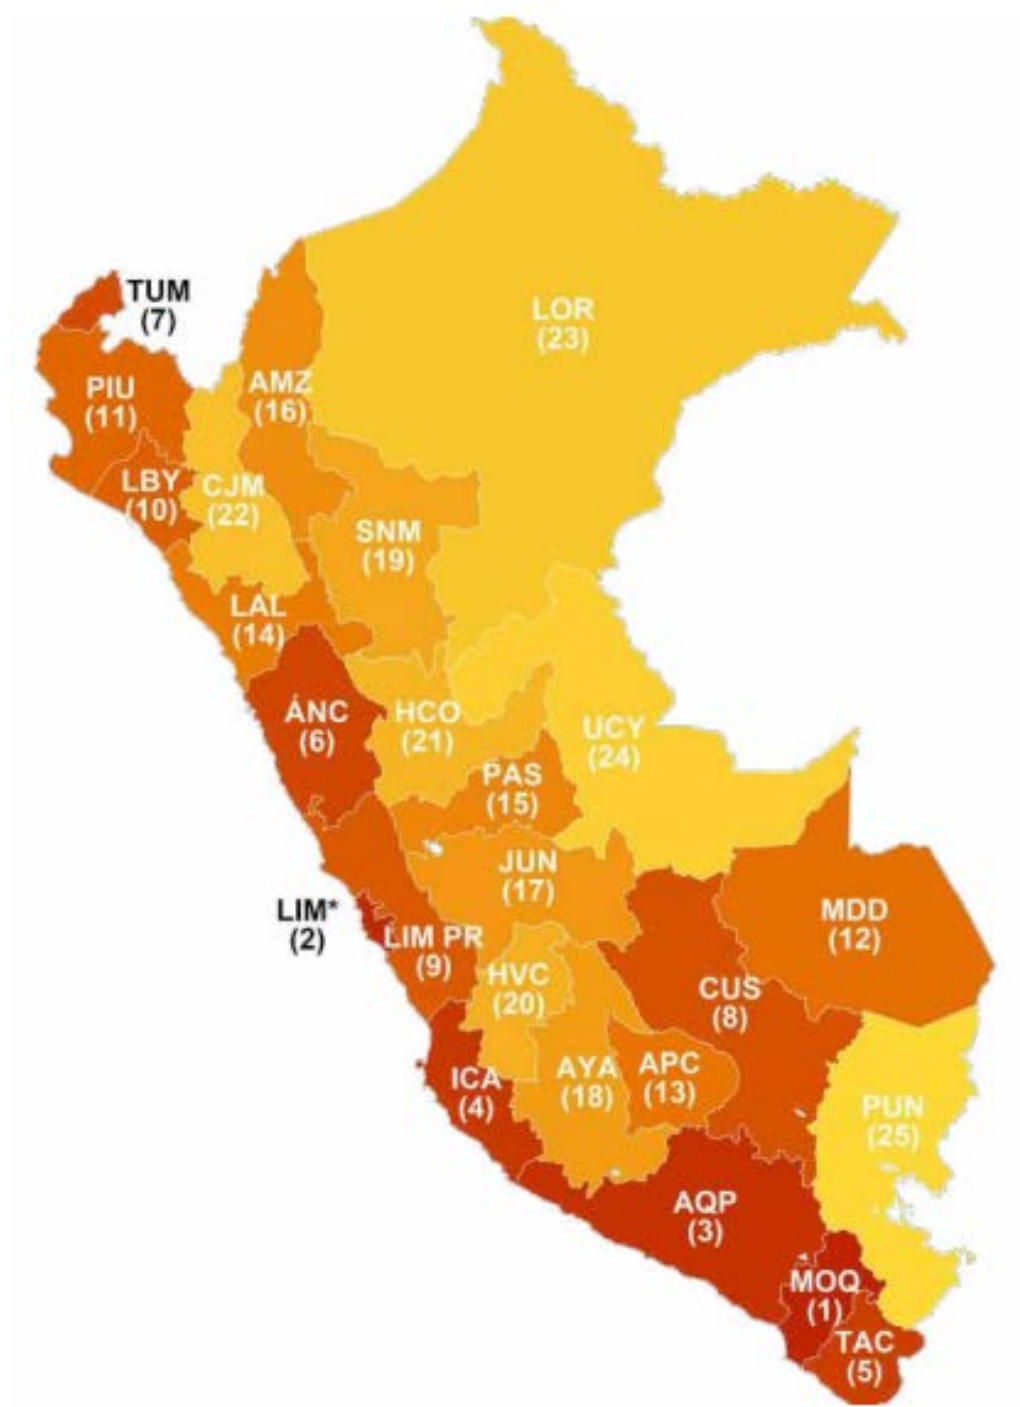 TUM
(7)
LOR
(23)
PIU
(11)
AMZ
(16)
LBY
(10)
CJM
(22)
SNM
(19)
LAL
(14)
ÁNC
(6)
HCO
(21)
UCY
(24)
PAS
(15)
JUN
(17)
LIM*
(2)
LIM PR
(9)
MDD
(12)
HVC
(20)
CUS
(8)
ICA
(4)
AYA
(18)
APC
(13)
PUN
(25)
AQP
(3)
MOQ
(1)
TAC
(5)